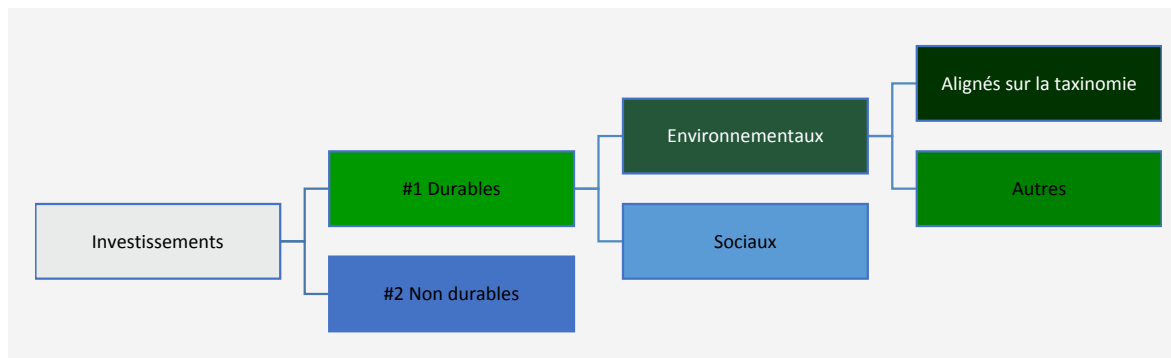 Investissements
#1 Durables
#2 Non durables
Environnementaux
Sociaux
Alignés sur la taxinomie
Autres